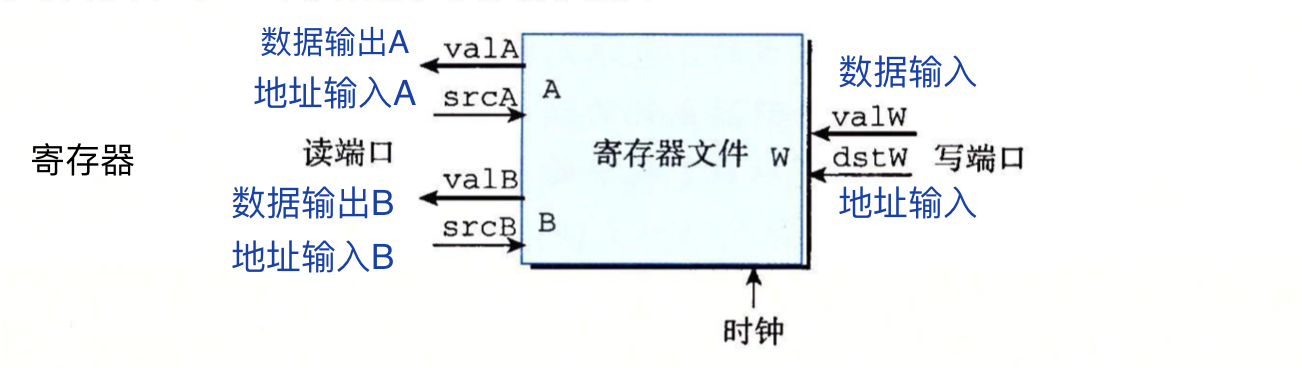 数据输出A
valA
地址输入A
srcA
A
寄存器
读端口
数据输出B
valB
地址输入B
srcB
B
寄存器文件
W
数据输入
valW
dstW
写端口
地址输入
时钟